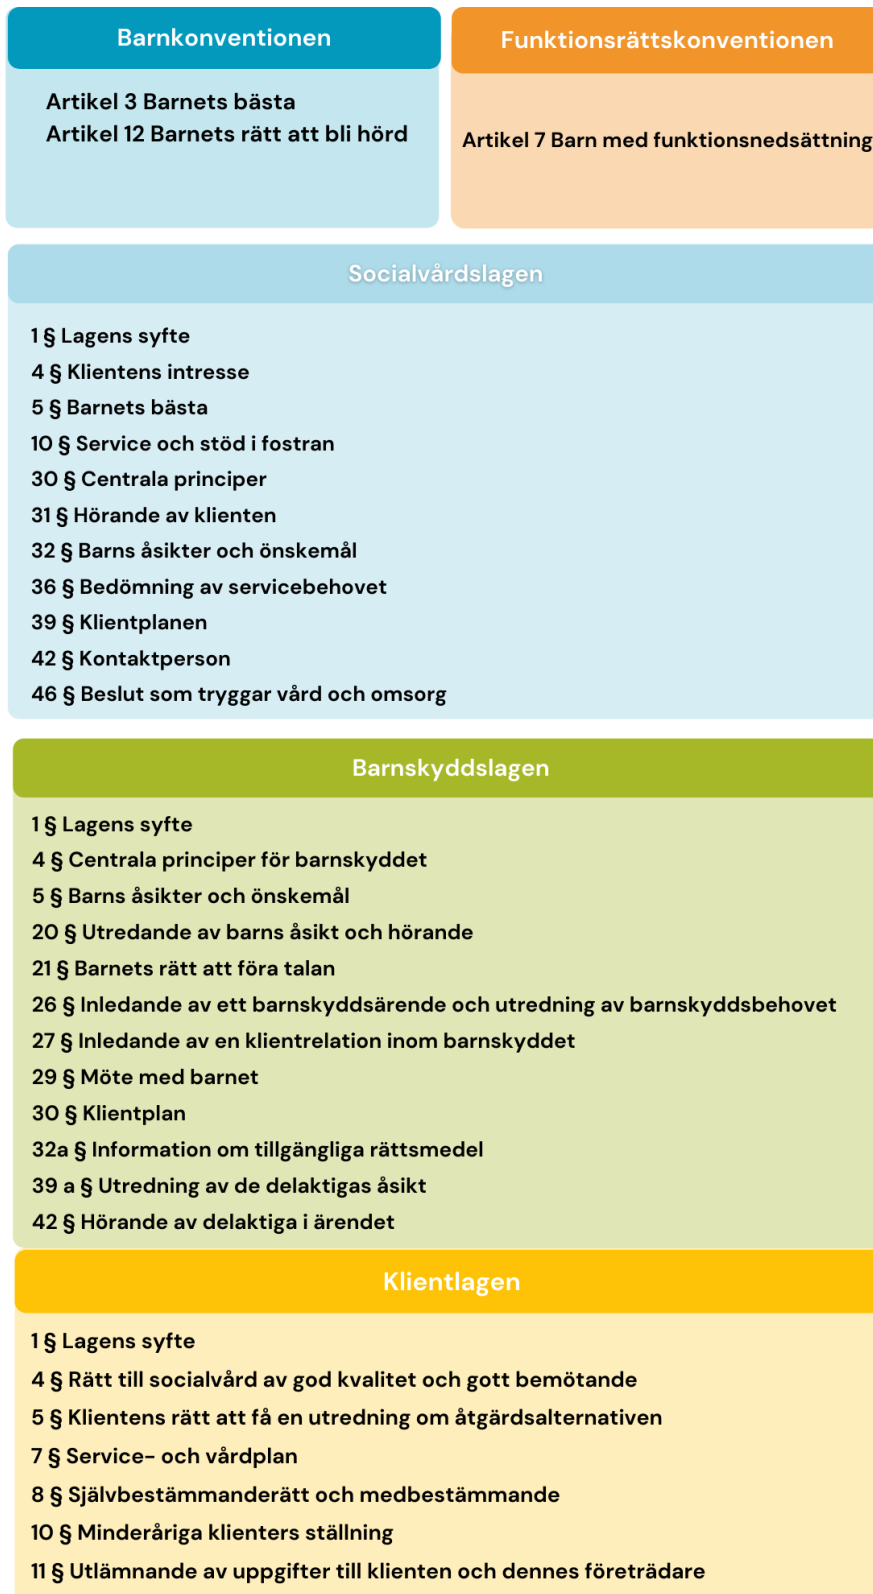 Barnkonventionen
Artikel 3 Barnets bästa
Artikel 12 Barnets rätt att bli hörd
Funktionsrättskonventionen
Artikel 7 Barn med funktionsnedsättning
Socialvårdslagen
1 § Lagens syfte
4 § Klientens intresse
5 § Barnets bästa
10 § Service och stöd i fostran
30 § Centrala principer
31 § Hörande av klienten
32 § Barns åsikter och önskemål
36 § Bedömning av servicebehovet
39 § Klientplanen
42 § Kontaktperson
46 § Beslut som tryggar vård och omsorg
Barnskyddslagen
1 § Lagens syfte
4 § Centrala principer för barnskyddet
5 § Barns åsikter och önskemål
20 § Utredande av barns åsikt och hörande
21 § Barnets rätt att föra talan
26 § Inledande av ett barnskyddsärende och utredning av barnskyddsbehovet
27 § Inledande av en klientrelation inom barnskyddet
29 § Möte med barnet
30 § Klientplan
32a § Information om tillgängliga rättsmedel
39 a § Utredning av de delaktigas åsikt
42 § Hörande av delaktiga i ärendet
Klientlagen
1 § Lagens syfte
4 § Rätt till socialvård av god kvalitet och gott bemötande
5 § Klientens rätt att få en utredning om åtgärdsalternativen
7 § Service- och vårdplan
8 § Självbestämmanderätt och medbestämmande
10 § Minderåriga klienters ställning
11 § Utlämnande av uppgifter till klienten och dennes företrädare